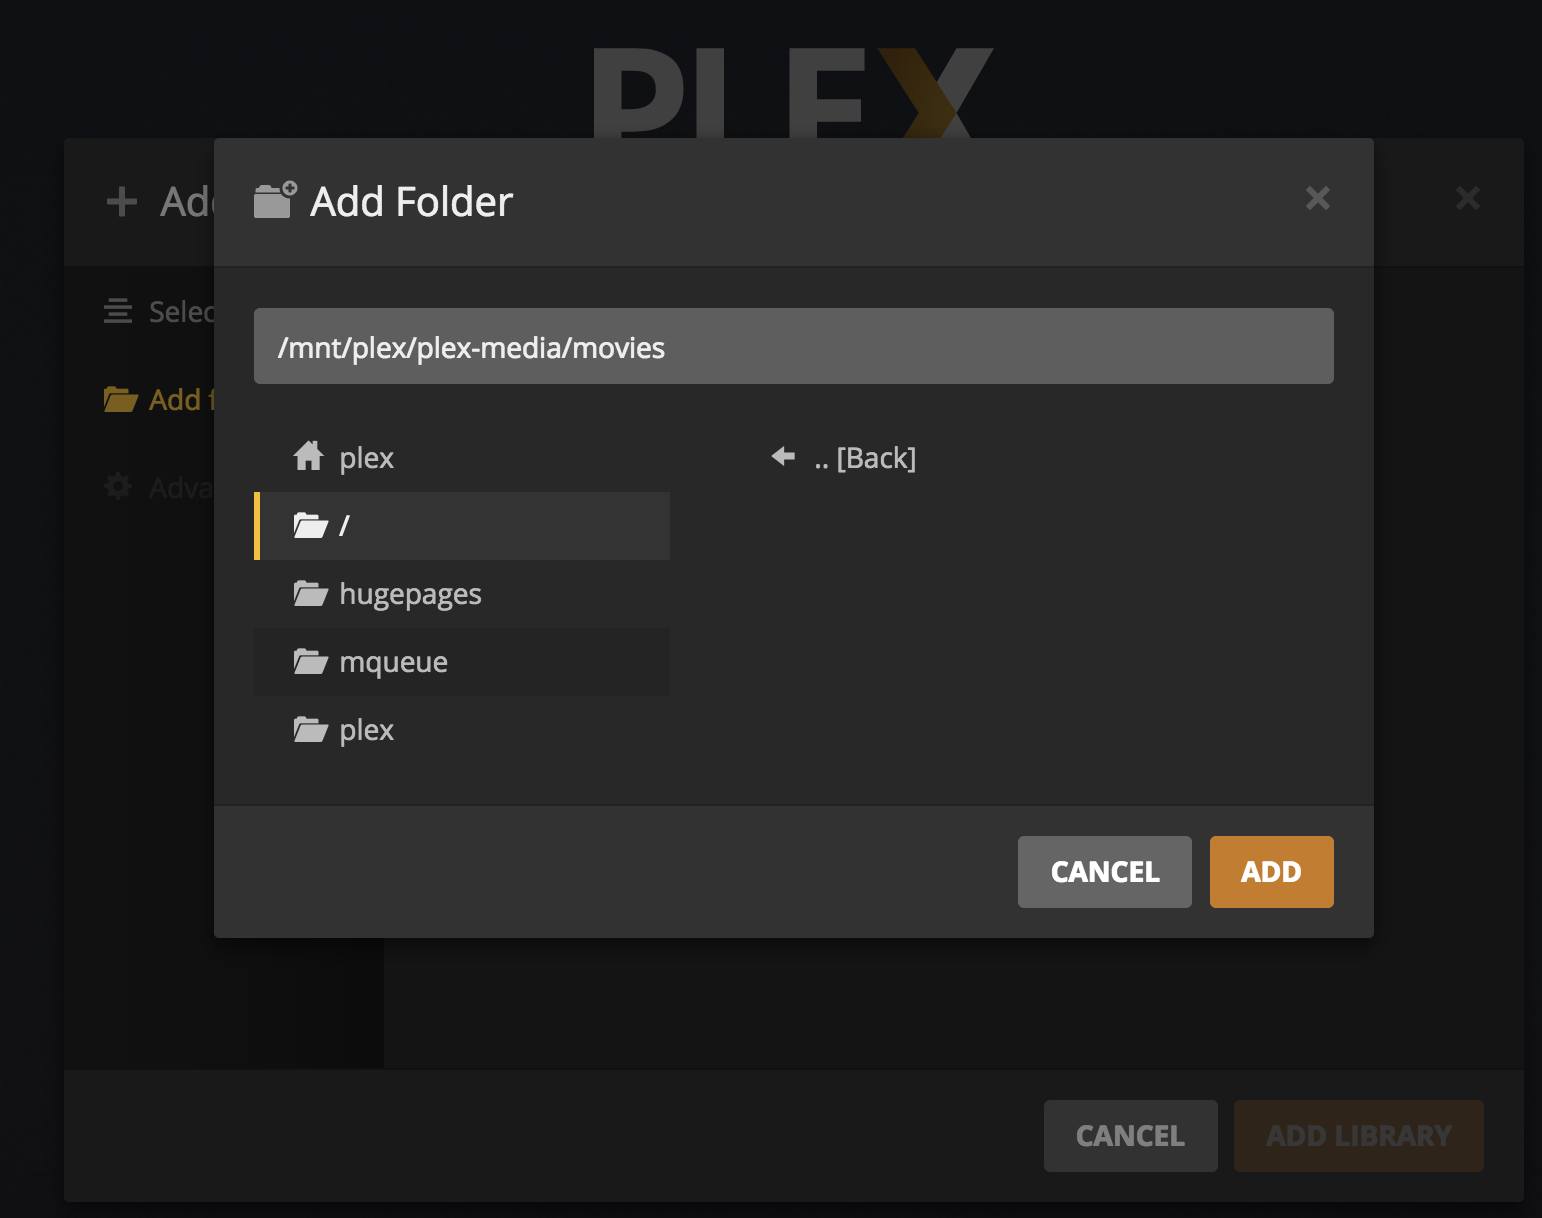 PLEX
Add Folder
Selec
/mnt/plex/plex-media/movies
Add f
plex
.. [Back]
Adva
/
hugepages
mqueue
plex
CANCEL
ADD
CANCEL
ADD LIBRARY